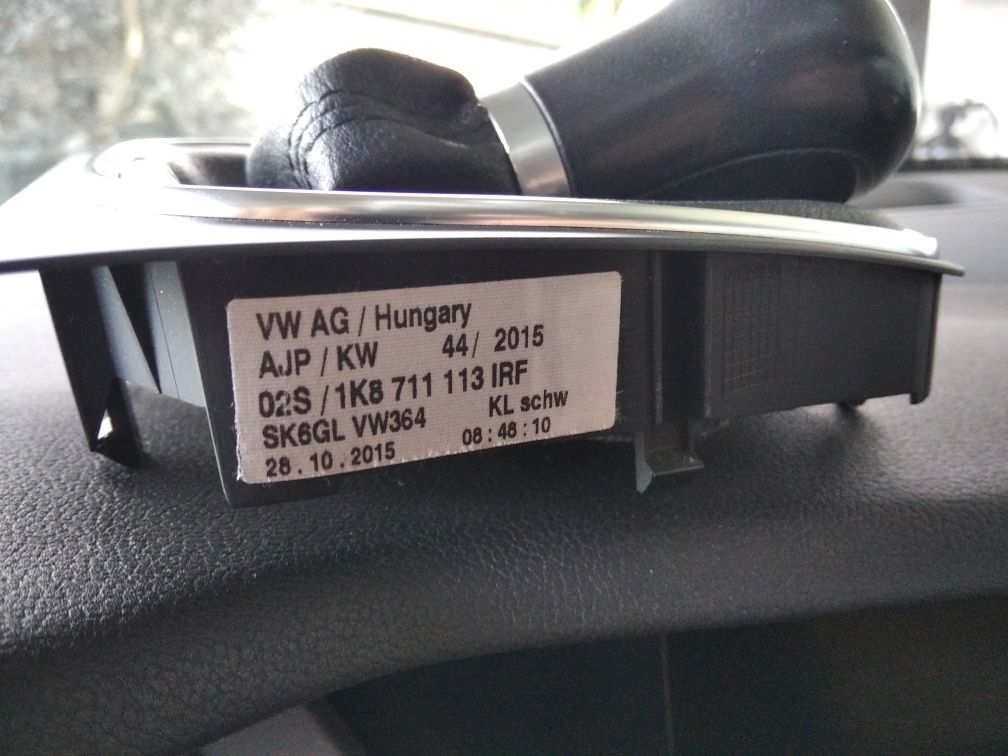 VW AG / Hungary
AJP / KW 44/ 2015
02S / 1K8 711 113 IRF
SK6GL VW364 KL schw
28.10.2015 08:48:10